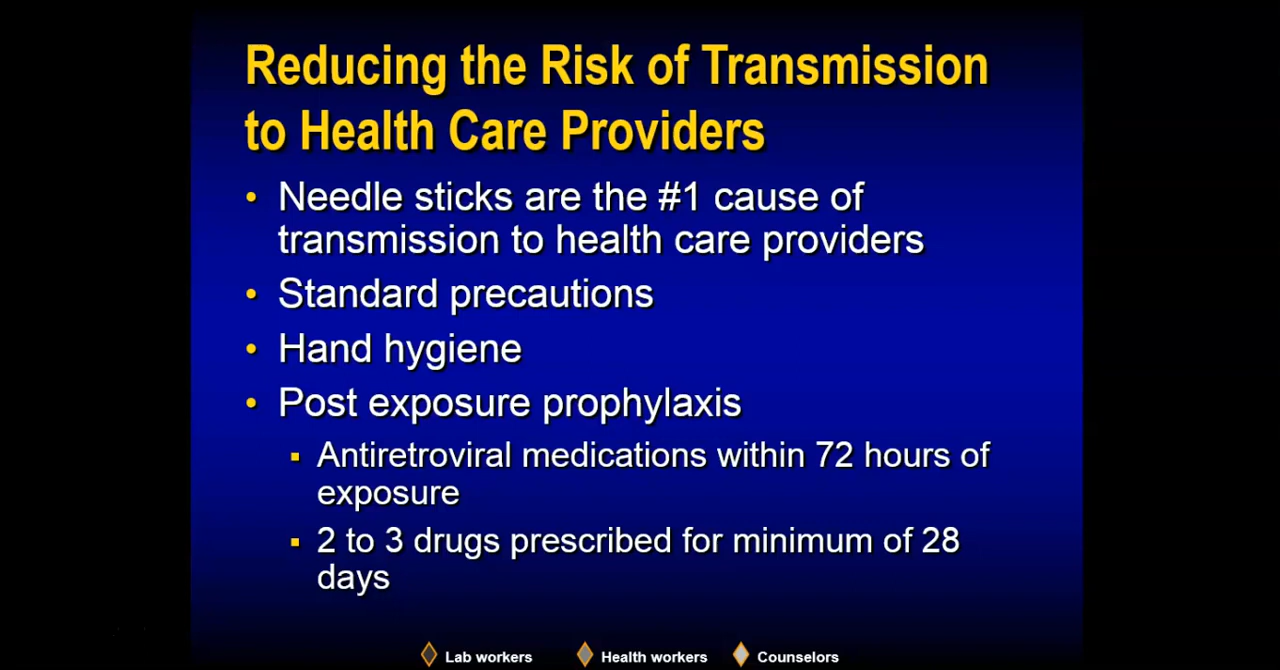 Reducing the Risk of Transmission
to Health Care Providers
• Needle sticks are the #1 cause of
transmission to health care providers
• Standard precautions
• Hand hygiene
• Post exposure prophylaxis
▪ Antiretroviral medications within 72 hours of
exposure
▪ 2 to 3 drugs prescribed for minimum of 28
days
Lab workers Health workers Counselors